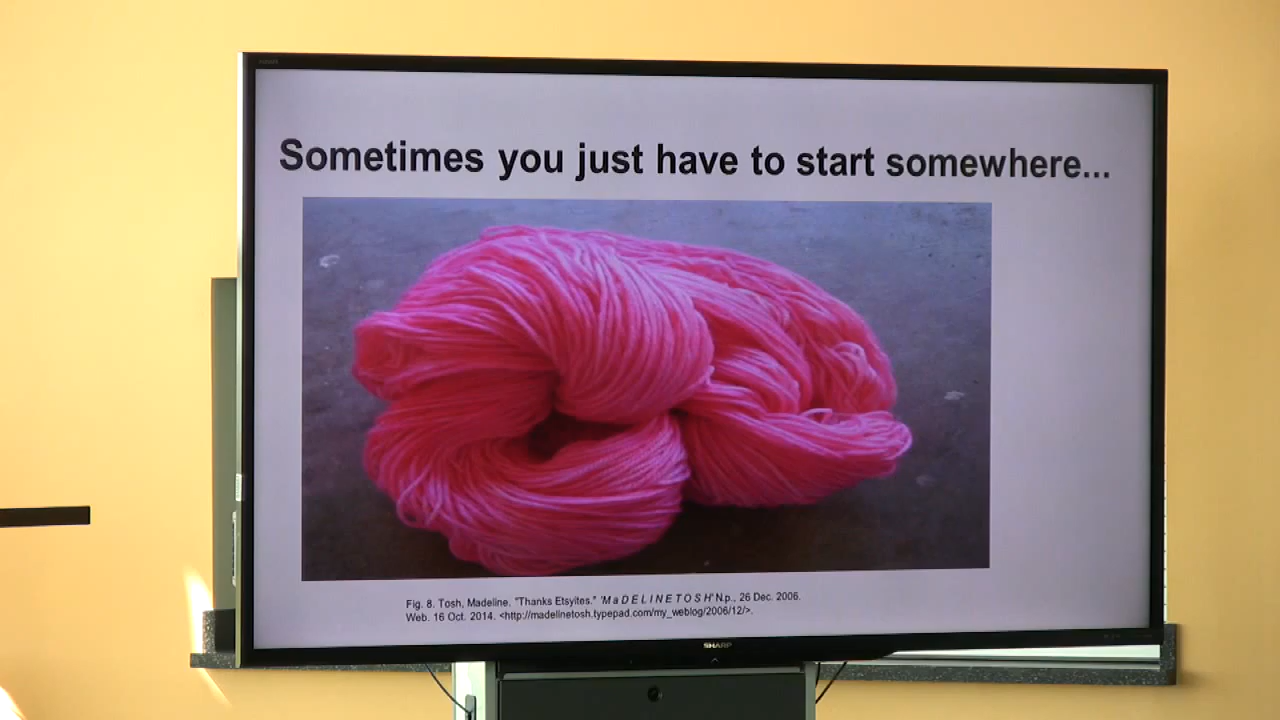 Sometimes you just have to start somewhere...
Fig. 8. Tosh, Madeline. "Thanks Etsyites." 'M a D E L I N E T O S H' N.p., 26 Dec. 2006.
Web. 16 Oct. 2014. <http://madelinetosh.typepad.com/my_weblog/2006/12/>.
SHARP